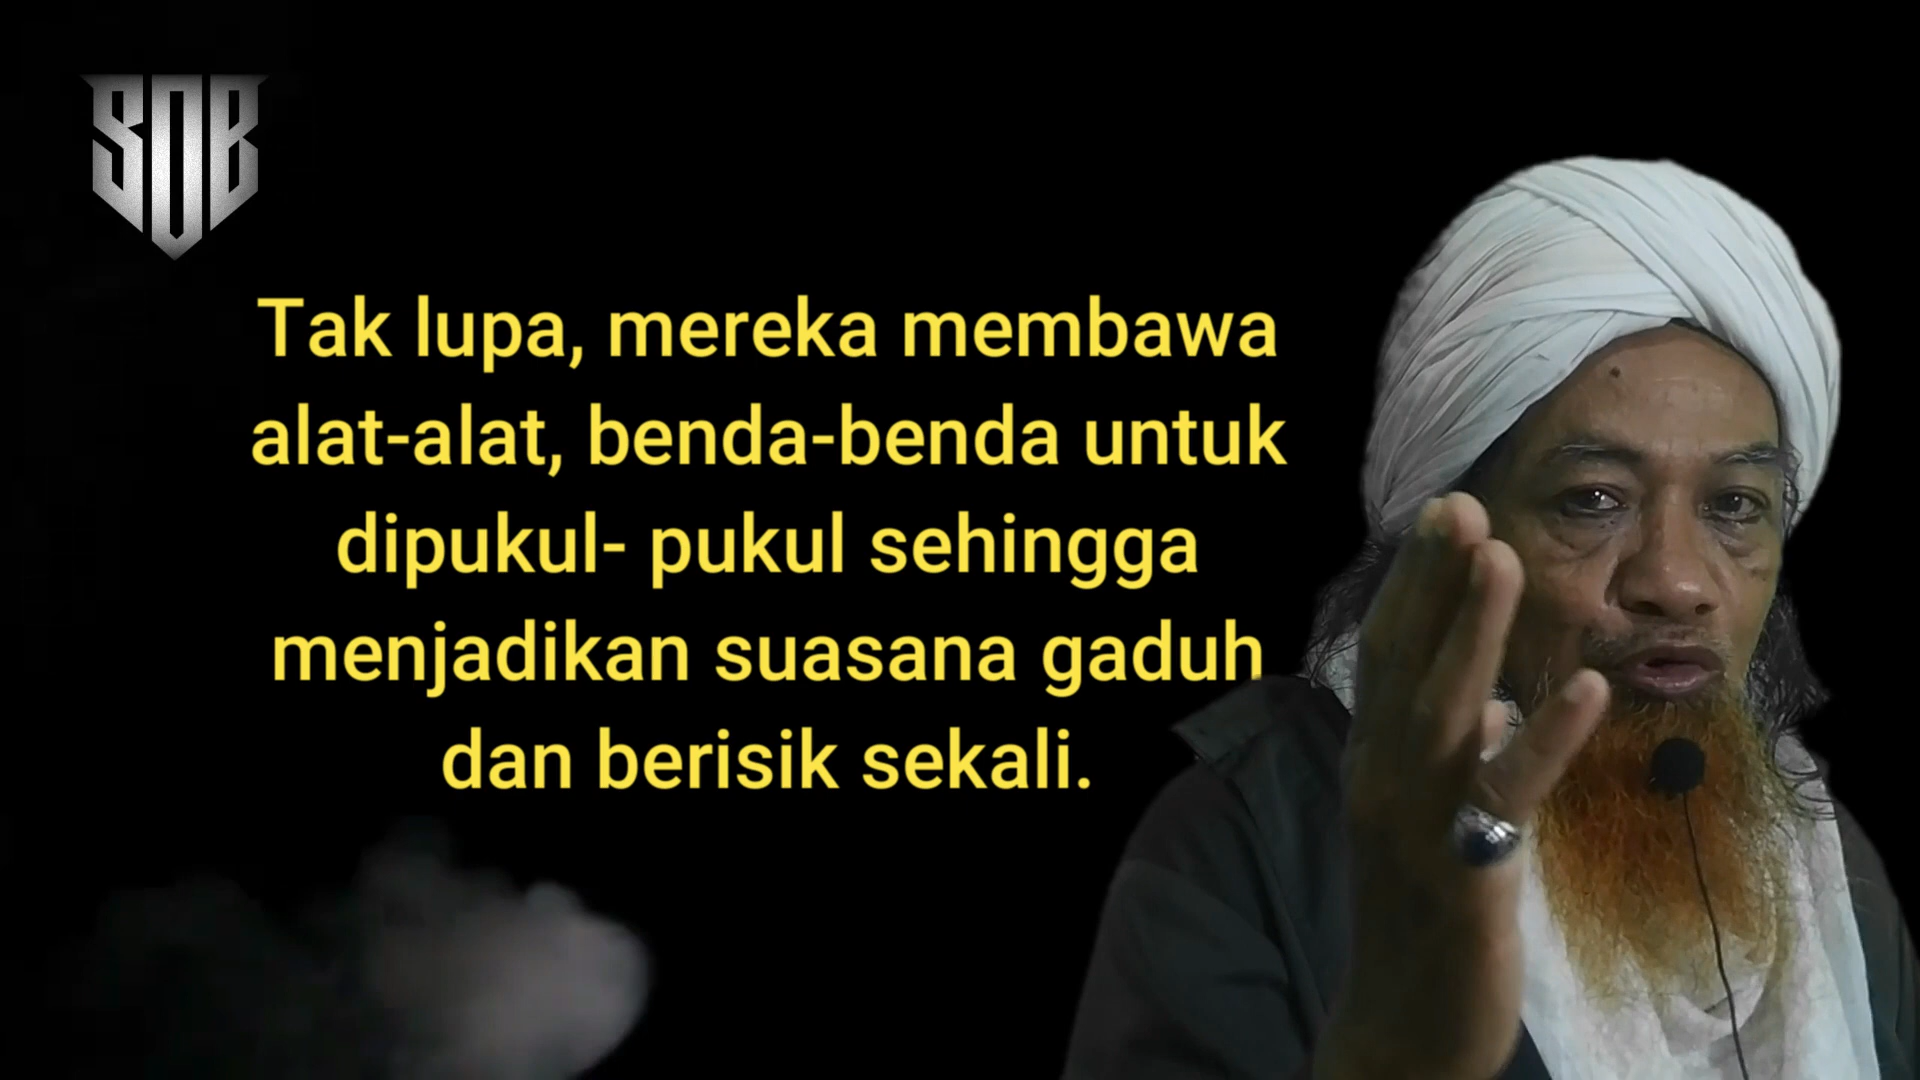 SOB
Tak lupa, mereka membawa
alat-alat, benda-benda untuk
dipukul- pukul sehingga
menjadikan suasana gaduh
dan berisik sekali.